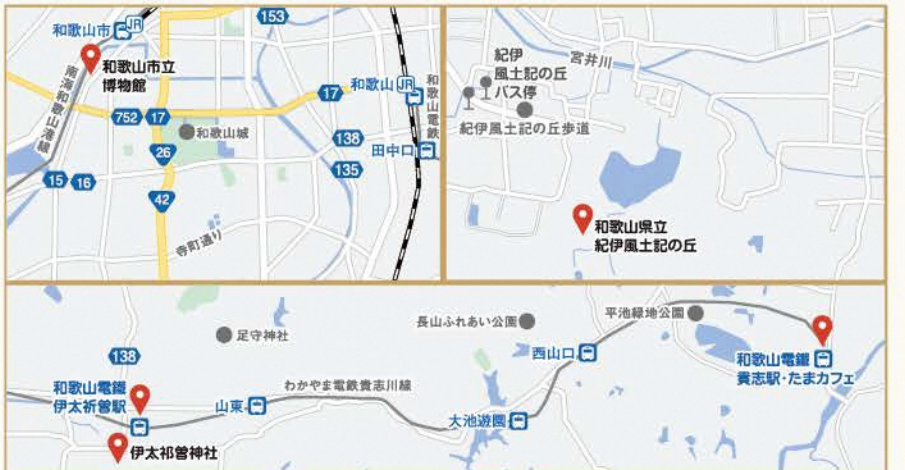 153
和歌山市 JR
和歌山市立
博物館
南海和歌山港線
和歌山 JR
和歌山電鉄
17
752 17
和歌山城
138
田中口
26
135
15 16
42
寺町通り
紀伊
風土記の丘
バス停
宮井川
紀伊風土記の丘歩道
和歌山県立
紀伊風土記の丘
足守神社
長山ふれあい公園
平池緑地公園
138
西山口
和歌山電鐵
貴志駅・たまカフェ
和歌山電鐵
伊太祈曽駅
わかやま電鉄貴志川線
山東
大池遊園
伊太祁曽神社